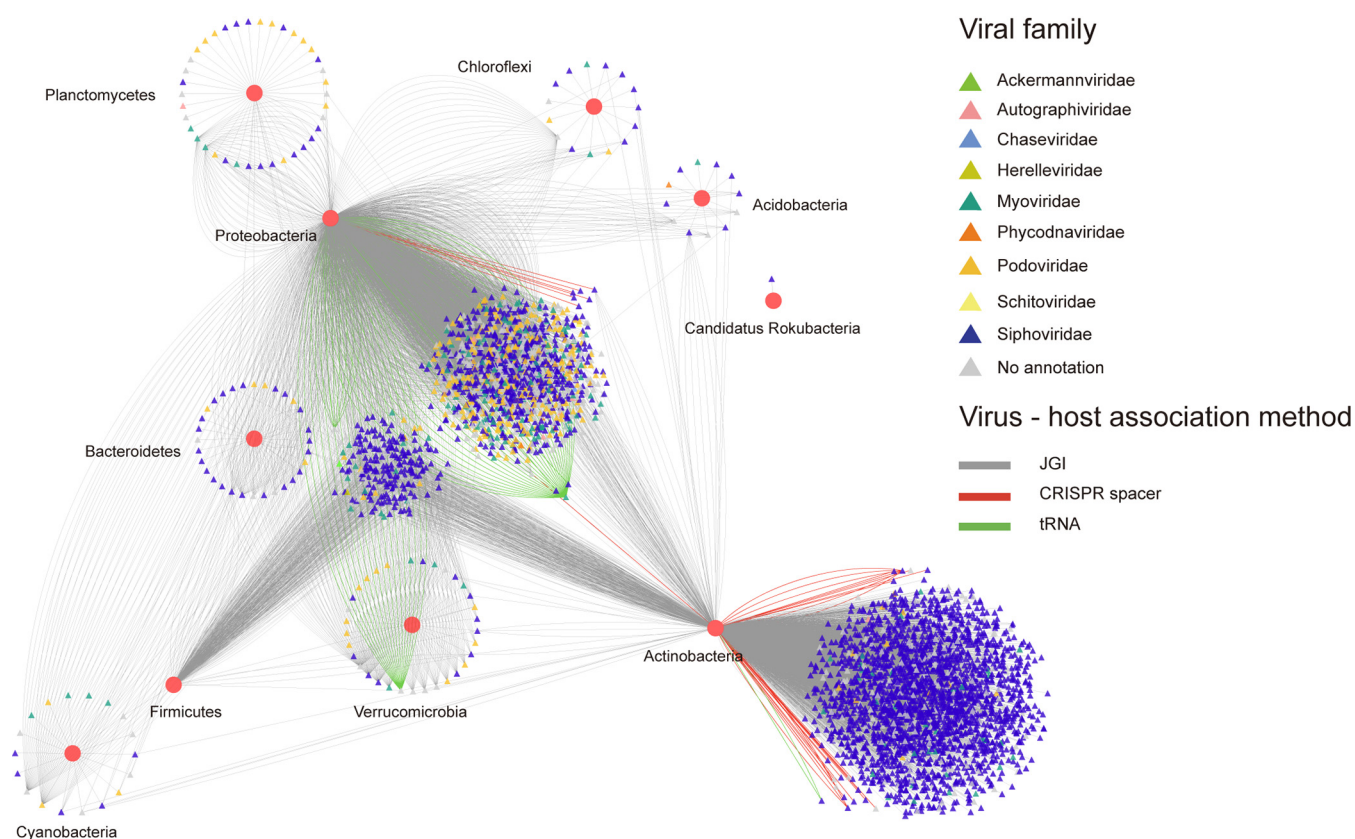 Viral family
Ackermannviridae
Autographiviridae
Chaseviridae
Herelleviridae
Myoviridae
Phycodnaviridae
Podoviridae
Schitoviridae
Siphoviridae
No annotation
Virus - host association method
JGI
CRISPR spacer
tRNA
Planctomycetes
Chloroflexi
Proteobacteria
Acidobacteria
Candidatus Rokubacteria
Bacteroidetes
Actinobacteria
Firmicutes
Verrucomicrobia
Cyanobacteria